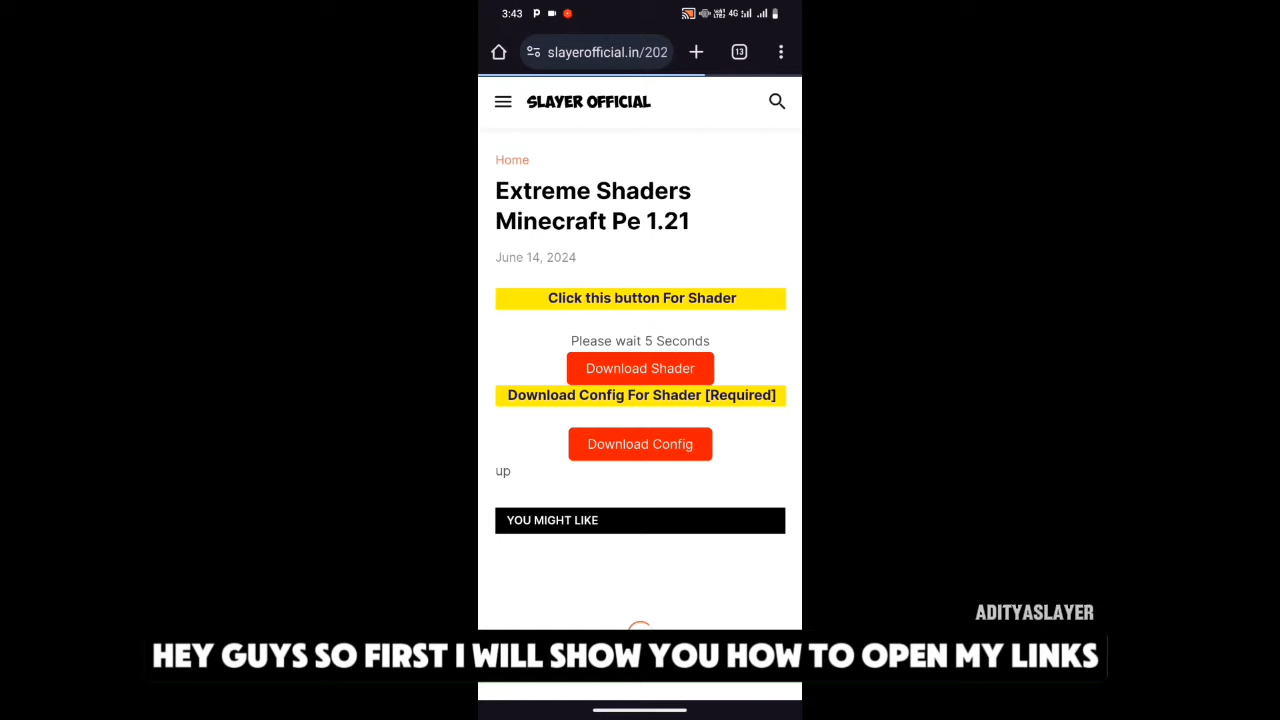 3:43 P 4G
slayerofficial.in/202 13
SLAYER OFFICIAL
Home
Extreme Shaders
Minecraft Pe 1.21
June 14, 2024
Click this button For Shader
Please wait 5 Seconds
Download Shader
Download Config For Shader [Required]
Download Config
up
YOU MIGHT LIKE
ADITYASLAYER
HEY GUYS SO FIRST I WILL SHOW YOU HOW TO OPEN MY LINKS